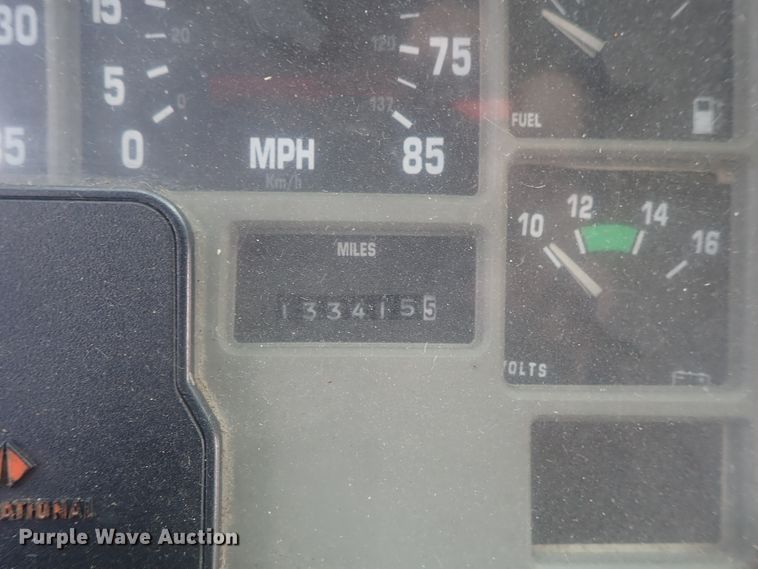 30
35
15
5
0
20
0
MPH
Km/h
120
75
137
85
FUEL
MILES
1334155
10 12 14 16
VOLTS
NATIONAL
Purple Wave Auction